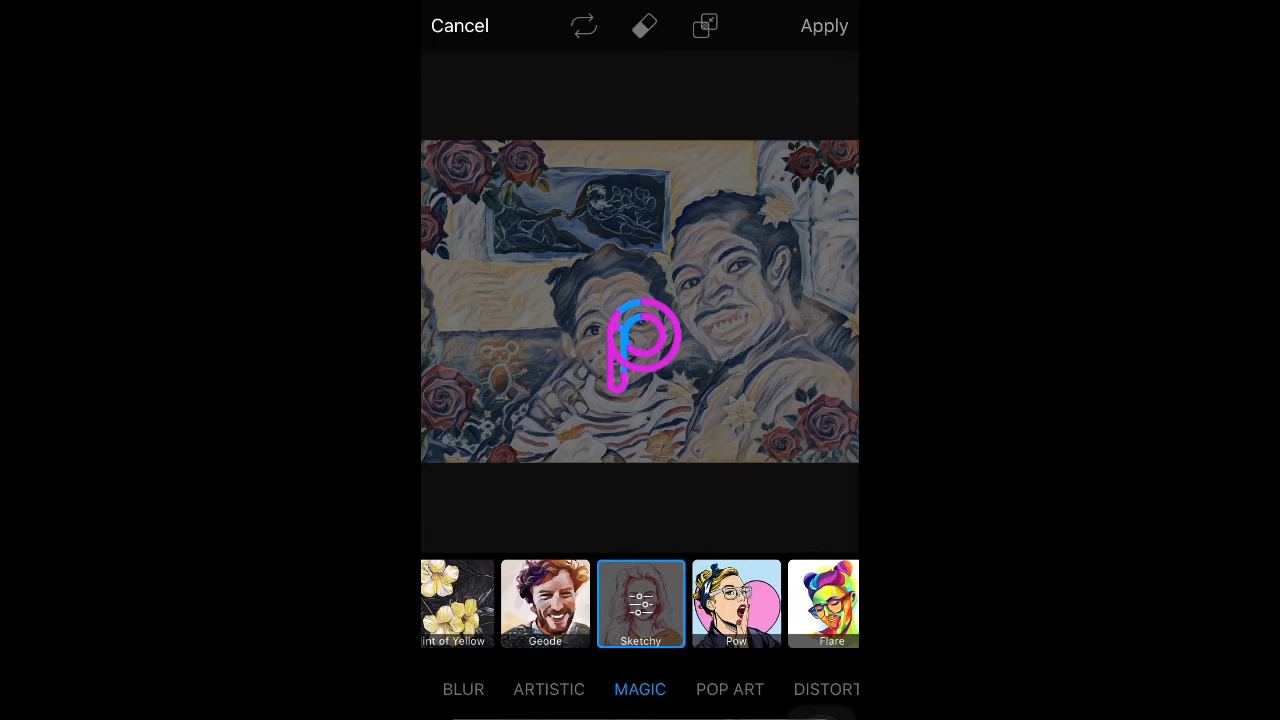 Cancel
Apply
int of Yellow
Geode
Sketchy
Pow
Flare
BLUR
ARTISTIC
MAGIC
POP ART
DISTORT